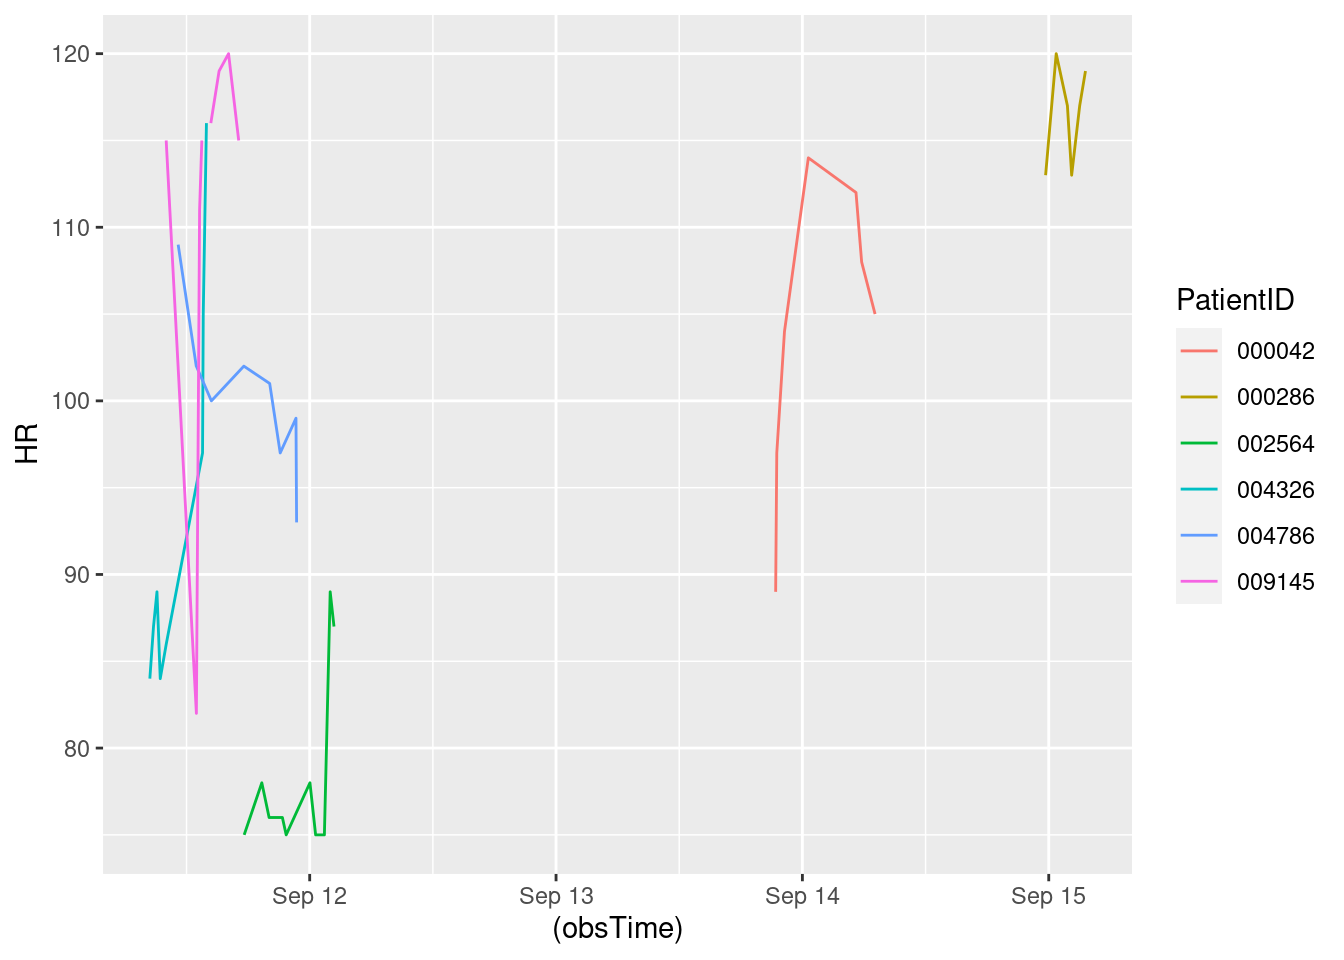 120
110
100
90
80
HR
Sep 12
Sep 13
Sep 14
Sep 15
(obsTime)
PatientID
000042
000286
002564
004326
004786
009145